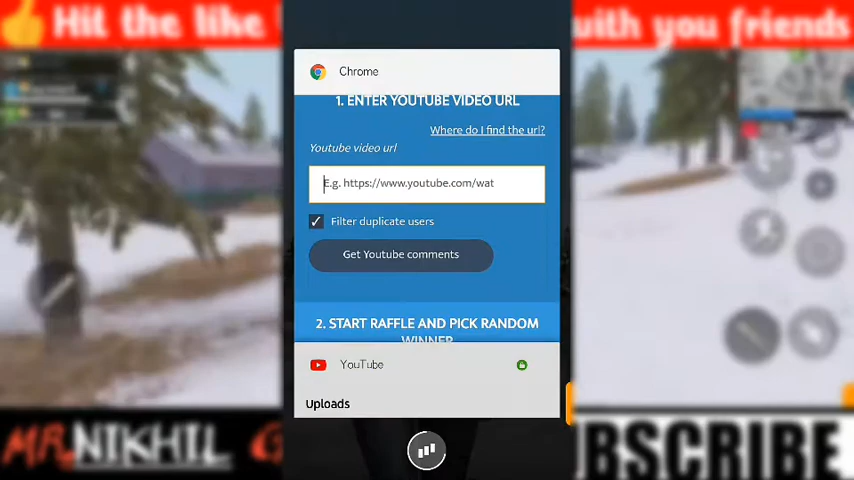 Hit the like
with you friends
Chrome
1. ENTER YOUTUBE VIDEO URL
Where do I find the url?
Youtube video url
E.g. https://www.youtube.com/wat
Filter duplicate users
Get Youtube comments
2. START RAFFLE AND PICK RANDOM
WINNER
YouTube
Uploads
MR.NIKHIL G
UBSCRIBE